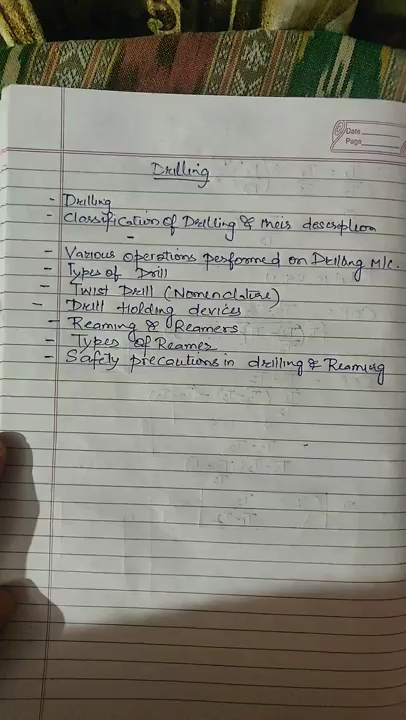 Date
Page
Drilling
- Drilling
- Classification of Drilling & their description
-
- Various operations performed on Drilling M/c.
- Types of Drill
- Twist Drill (Nomenclature)
- Drill Holding devices
- Reaming & Reamers
- Types of Reamer
- Safety precautions in drilling & Reaming